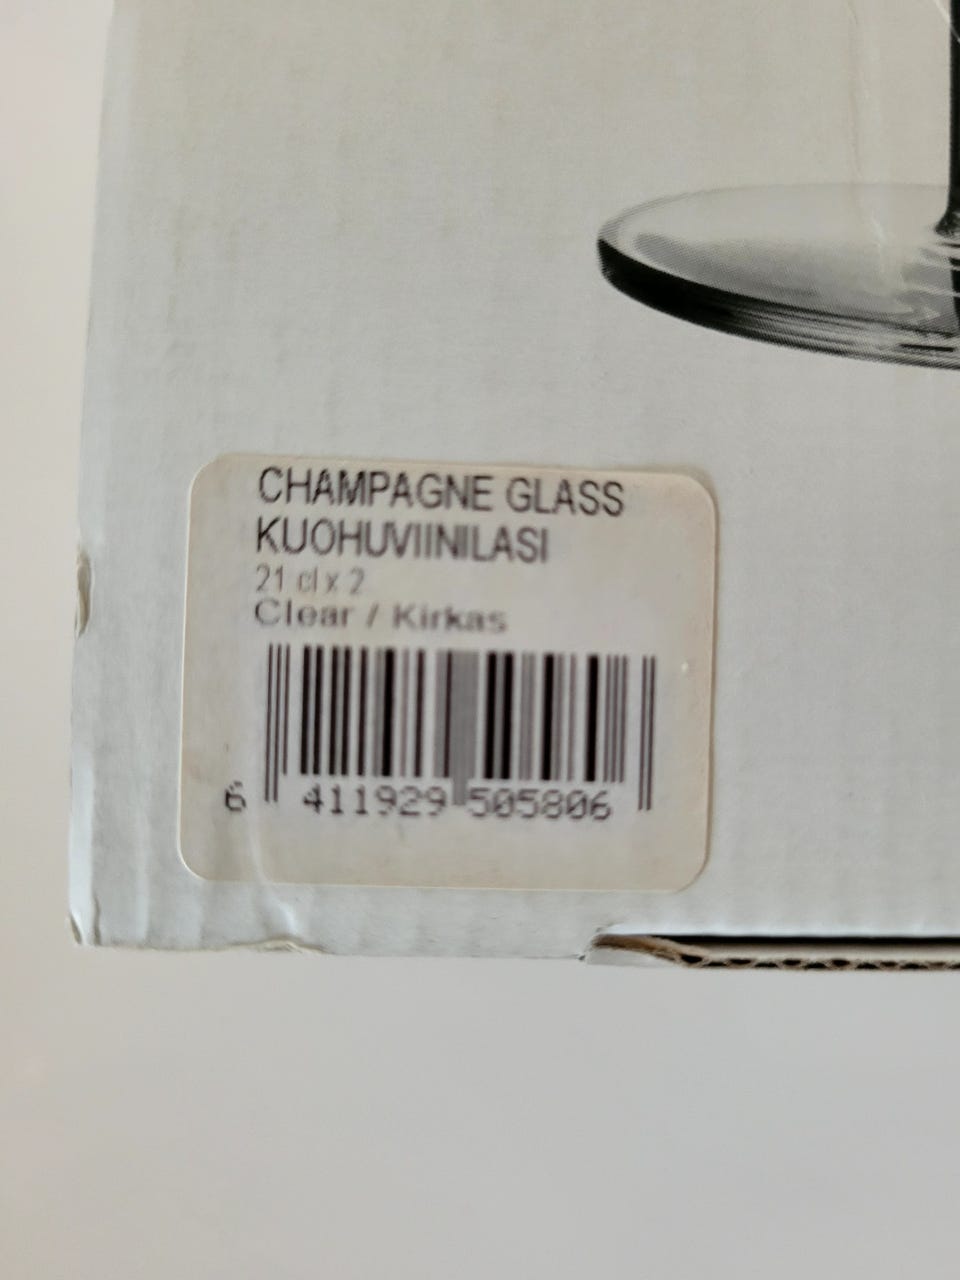 CHAMPAGNE GLASS
KUOHUVIINILASI
21 cl x 2
Clear / Kirkas
6 411929 505806